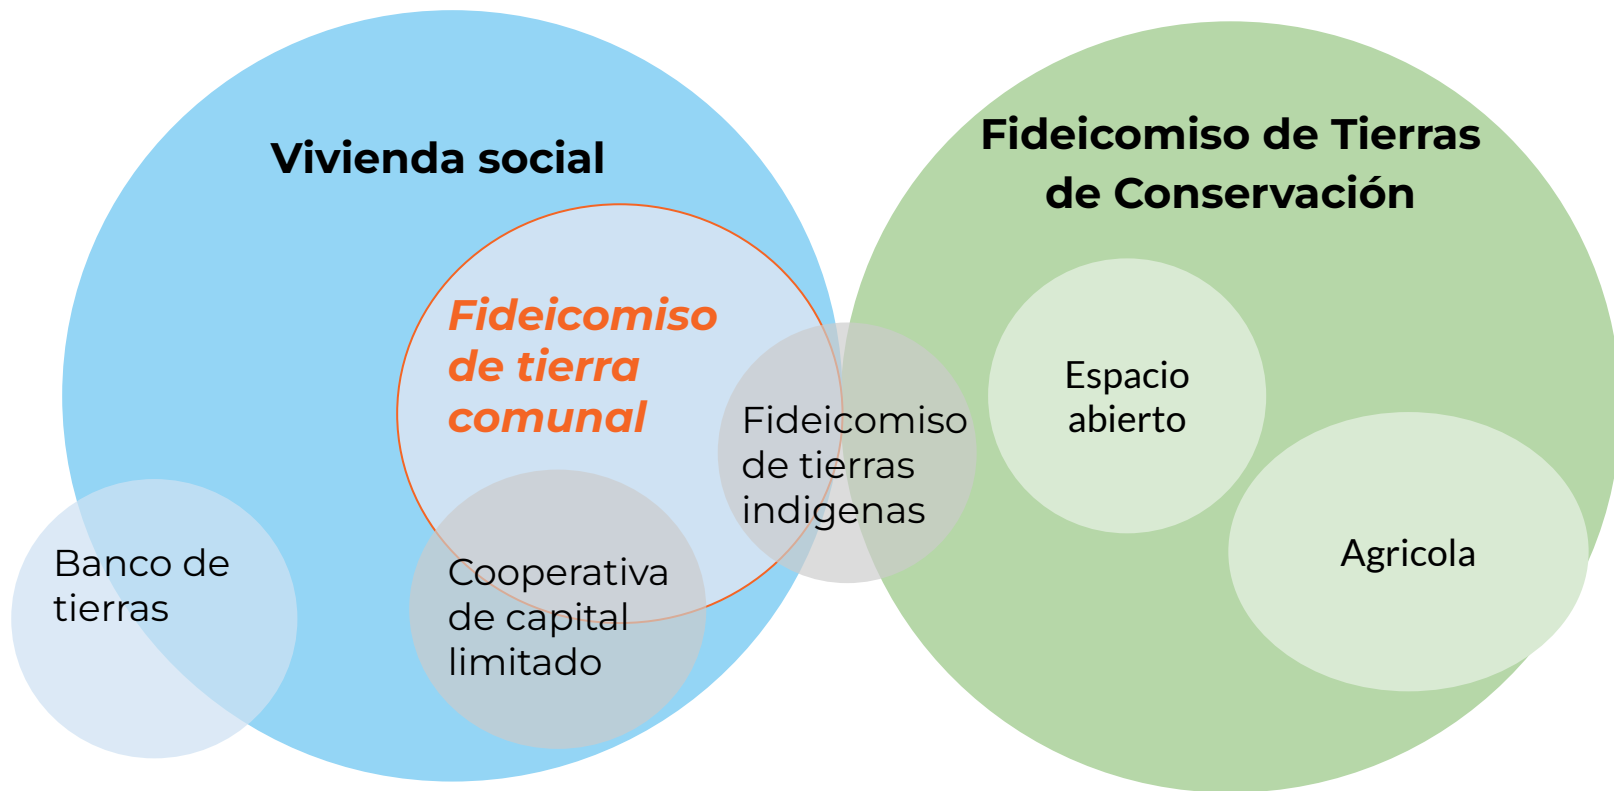 Vivienda social
Fideicomiso de Tierras
de Conservación
Fideicomiso
de tierra
comunal
Espacio
abierto
Fideicomiso
de tierras
indigenas
Banco de
tierras
Cooperativa
de capital
limitado
Agricola